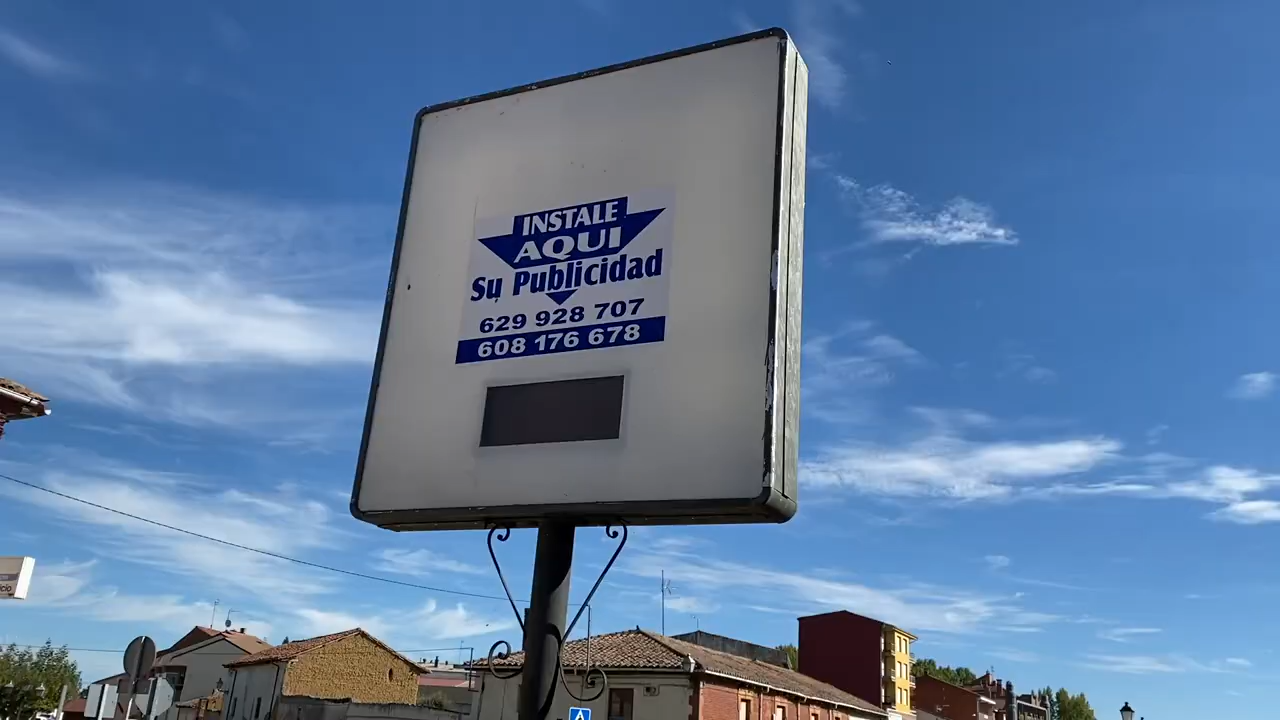 INSTALE
AQUI
Su Publicidad
629 928 707
608 176 678